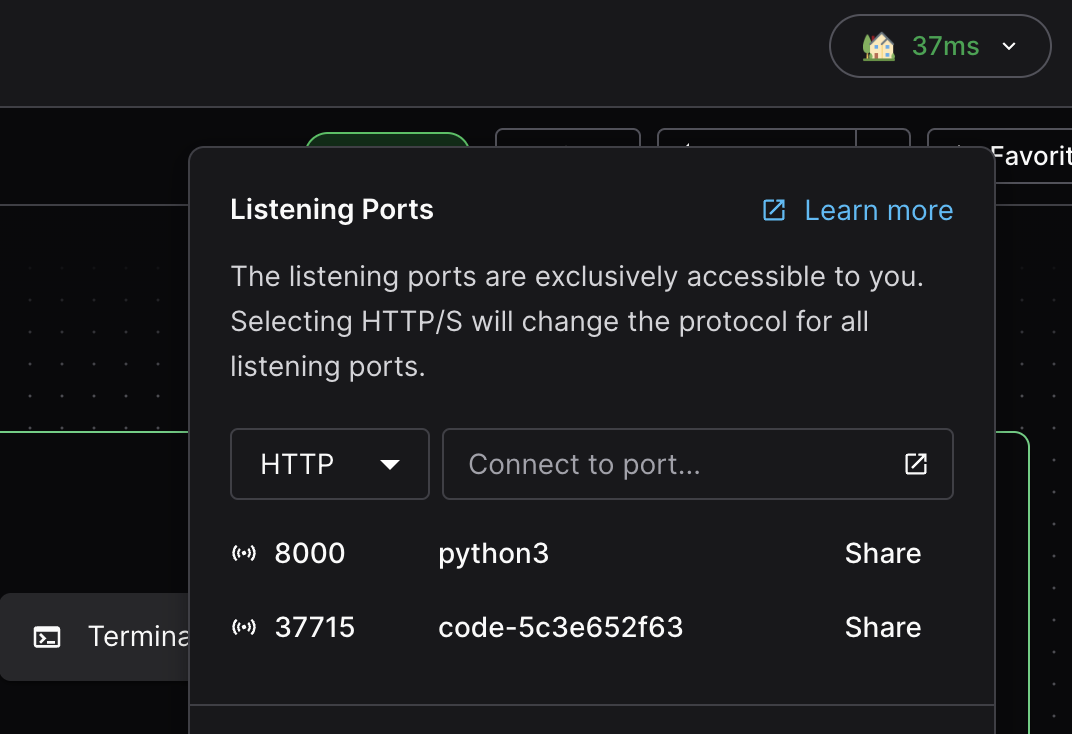 37ms
Favorit
Listening Ports
Learn more
The listening ports are exclusively accessible to you.
Selecting HTTP/S will change the protocol for all
listening ports.
HTTP
Connect to port...
8000 python3 Share
37715 code-5c3e652f63 Share
Termina